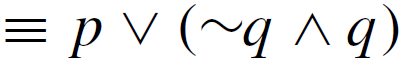 ≡ p ∨ (~q ∧ q)